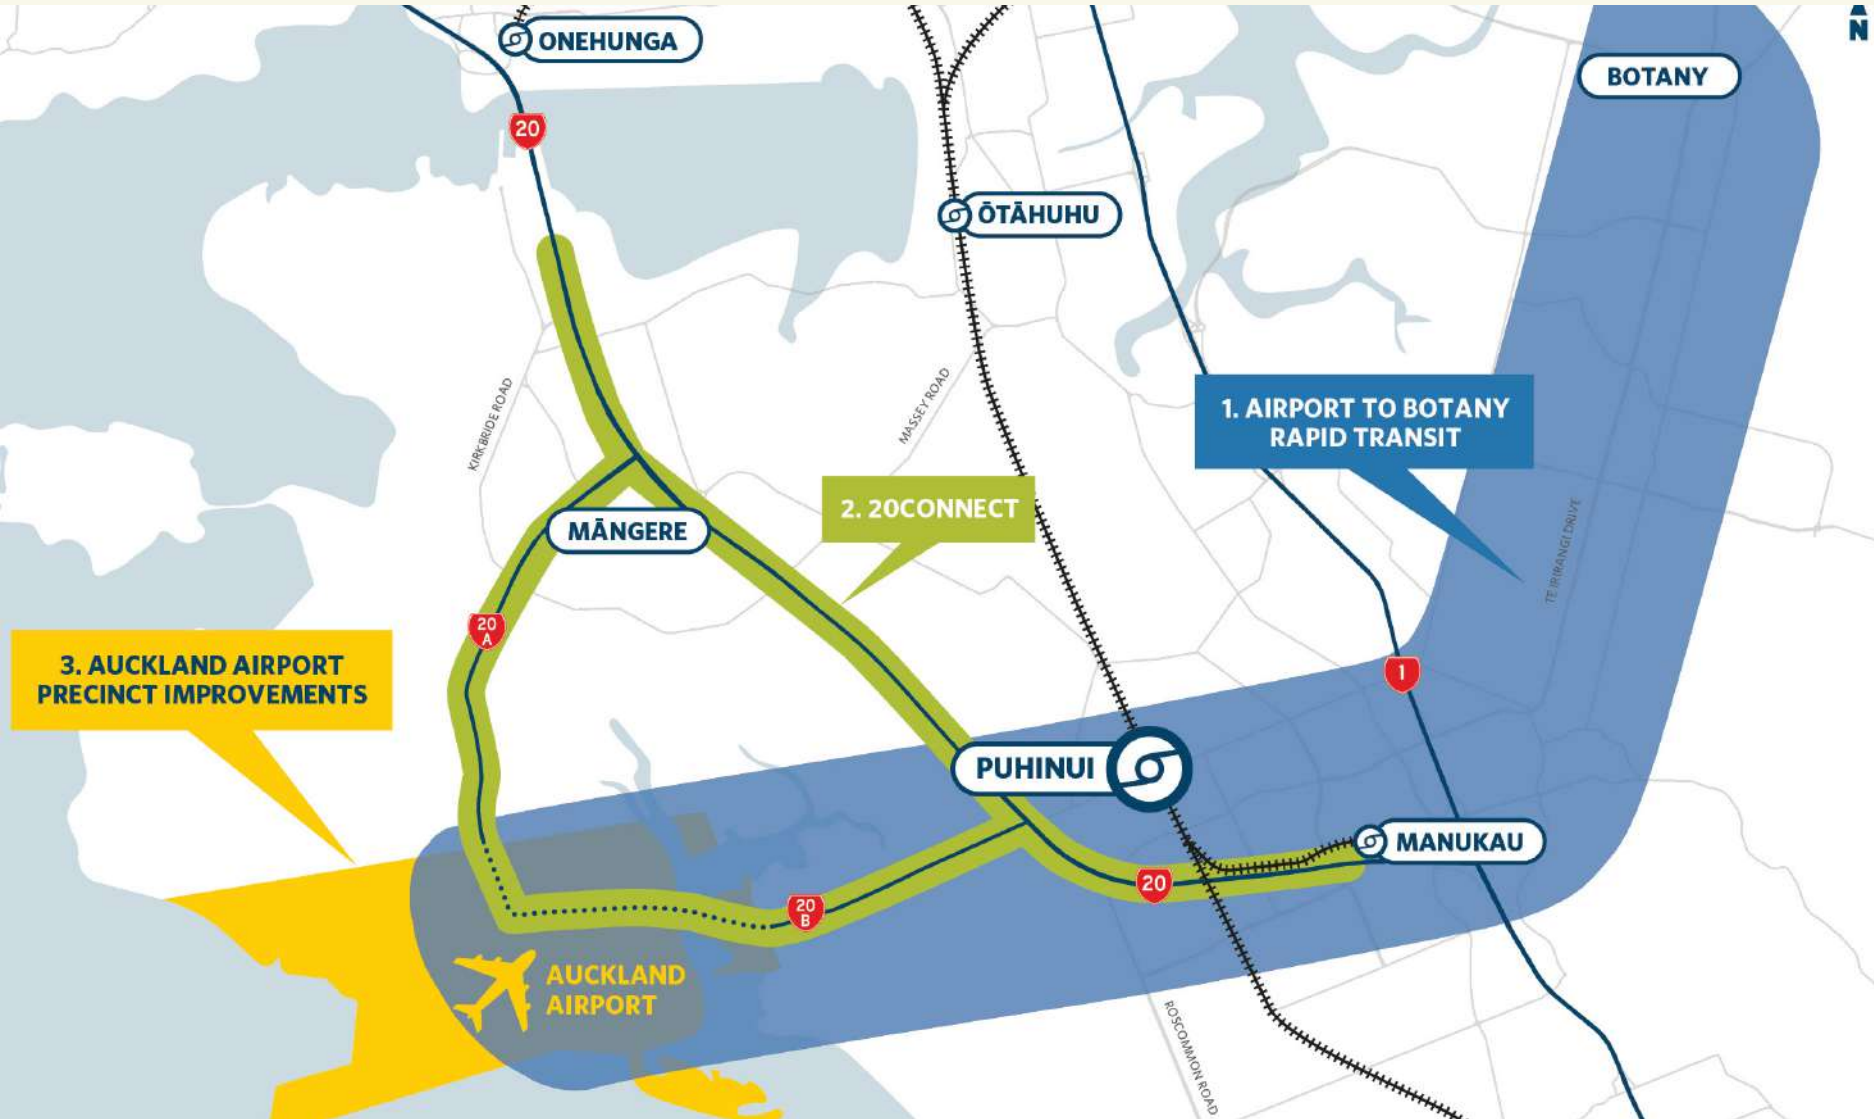 N
ONEHUNGA
BOTANY
20
ŌTĀHUHU
KIRKBRIDE ROAD
MASSEY ROAD
1. AIRPORT TO BOTANY
RAPID TRANSIT
2. 20CONNECT
MĀNGERE
TE IRIRANGI DRIVE
20
A
3. AUCKLAND AIRPORT
PRECINCT IMPROVEMENTS
1
PUHINUI
MANUKAU
20
20
B
AUCKLAND
AIRPORT
ROSCOMMON ROAD